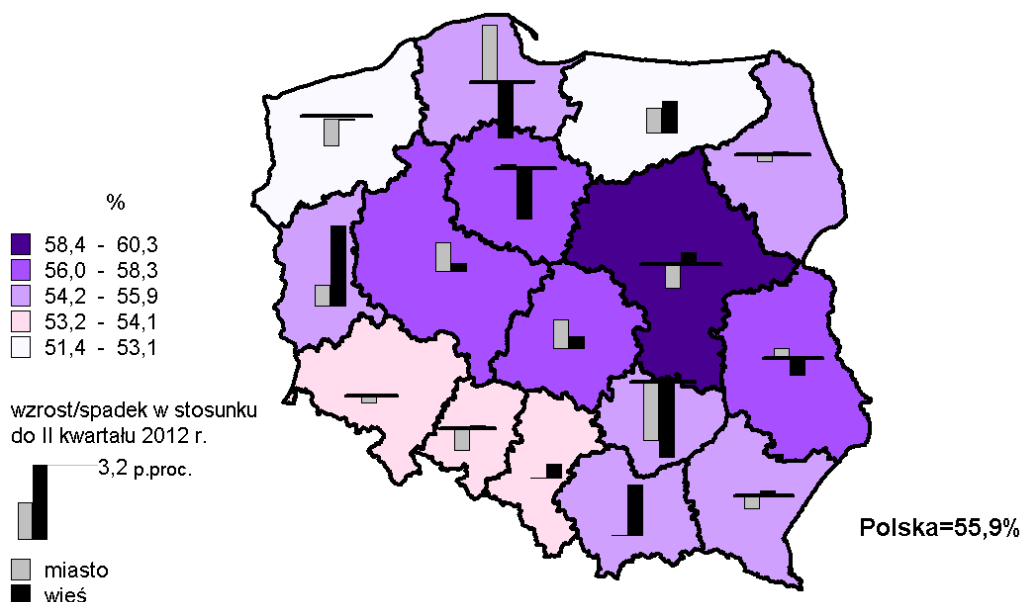 %
58,4 - 60,3
56,0 - 58,3
54,2 - 55,9
53,2 - 54,1
51,4 - 53,1
wzrost/spadek w stosunku
do II kwartału 2012 r.
3,2 p.proc.
miasto
wieś
Polska=55,9%